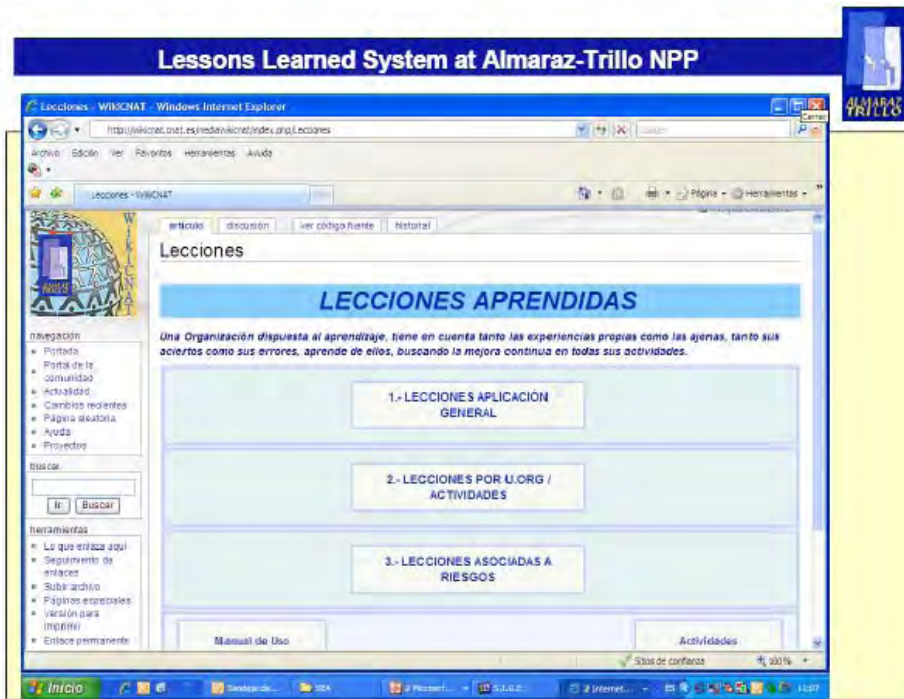 Lessons Learned System at Almaraz-Trillo NPP
ALMARAZ
TRILLO
Lecciones - WIKICNAT - Windows Internet Explorer
Cerrar
Archivo Edición Ver Favoritos Herramientas Ayuda
Lecciones - WIKICNAT
Página
Herramientas
WIKICNAT
artículo discusión ver código fuente historial
Lecciones
LECCIONES APRENDIDAS
Una Organización dispuesta al aprendizaje, tiene en cuenta tanto las experiencias propias como las ajenas, tanto sus
aciertos como sus errores, aprende de ellos, buscando la mejora continua en todas sus actividades.
navegación
Portada
Portal de la
comunidad
Actualidad
Cambios recientes
Página aleatoria
Ayuda
Proyectos
buscar
Ir Buscar
herramientas
Lo que enlaza aquí
Seguimiento de
enlaces
Subir archivo
Páginas especiales
Versión para
imprimir
Enlace permanente
1.- LECCIONES APLICACIÓN
GENERAL
2.- LECCIONES POR U.ORG /
ACTIVIDADES
3.- LECCIONES ASOCIADAS A
RIESGOS
Manual de Uso
Actividades
Sitios de confianza
100%
Inicio
SEA
2 Microsoft...
2 Internet...
ES